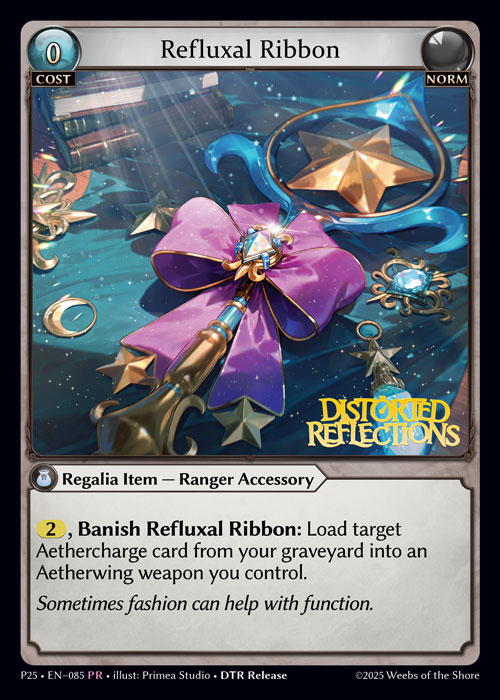 0
Refluxal Ribbon
COST
NORM
DISTORTED
REFLECTIONS
Regalia Item — Ranger Accessory
2, Banish Refluxal Ribbon: Load target
Aethercharge card from your graveyard into an
Aetherwing weapon you control.
Sometimes fashion can help with function.
P25 • EN–085 PR • illust: Primea Studio • DTR Release
©2025 Weebs of the Shore